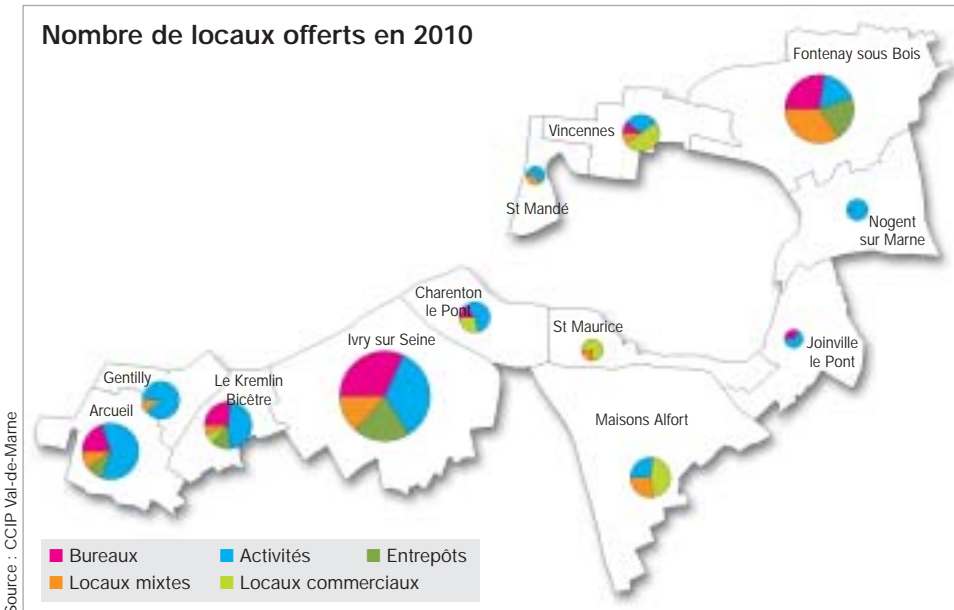 Nombre de locaux offerts en 2010
Fontenay sous Bois
Vincennes
St Mandé
Nogent
sur Marne
Charenton
le Pont
St Maurice
Joinville
le Pont
Ivry sur Seine
Gentilly
Le Kremlin
Bicêtre
Arcueil
Maisons Alfort
Bureaux
Activités
Entrepôts
Locaux mixtes
Locaux commerciaux
Source : CCIP Val-de-Marne